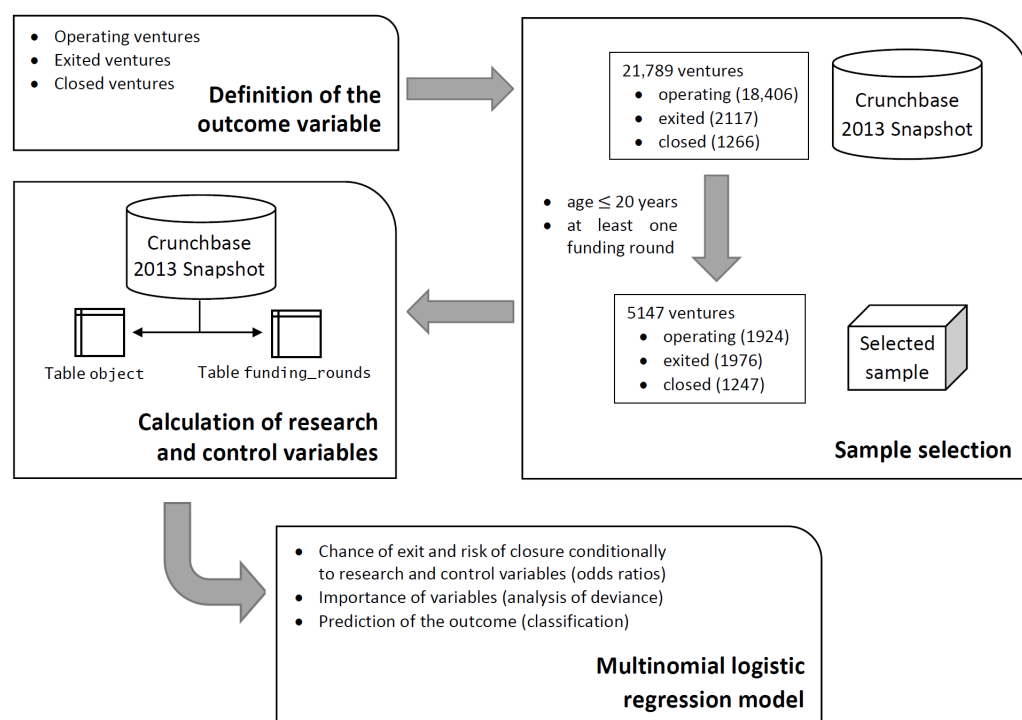 • Operating ventures
• Exited ventures
• Closed ventures
Definition of the
outcome variable
21,789 ventures
• operating (18,406)
• exited (2117)
• closed (1266)
Crunchbase
2013 Snapshot
• age ≤ 20 years
• at least one
funding round
5147 ventures
• operating (1924)
• exited (1976)
• closed (1247)
Selected
sample
Sample selection
Crunchbase
2013 Snapshot
Table object
Table funding_rounds
Calculation of research
and control variables
• Chance of exit and risk of closure conditionally
to research and control variables (odds ratios)
• Importance of variables (analysis of deviance)
• Prediction of the outcome (classification)
Multinomial logistic
regression model